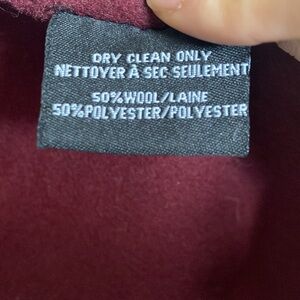 DRY CLEAN ONLY
NETTOYER À SEC SEULEMENT
50%WOOL/LAINE
50%POLYESTER/POLYESTER